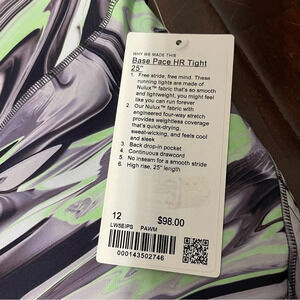 WHY WE MADE THIS
Base Pace HR Tight
25"
1. Free stride, free mind. These
running tights are made of
Nulux™ fabric that's so smooth
and lightweight, you might feel
like you can run forever
2. Our Nulux™ fabric with
engineered four-way stretch
provides weightless coverage
that's quick-drying,
sweat-wicking, and feels cool
and sleek
3. Back drop-in pocket
4. Continuous drawcord
5. No inseam for a smooth stride
6. High rise, 25" length
12
$98.00
LW5EIPS PAWM
000143502746